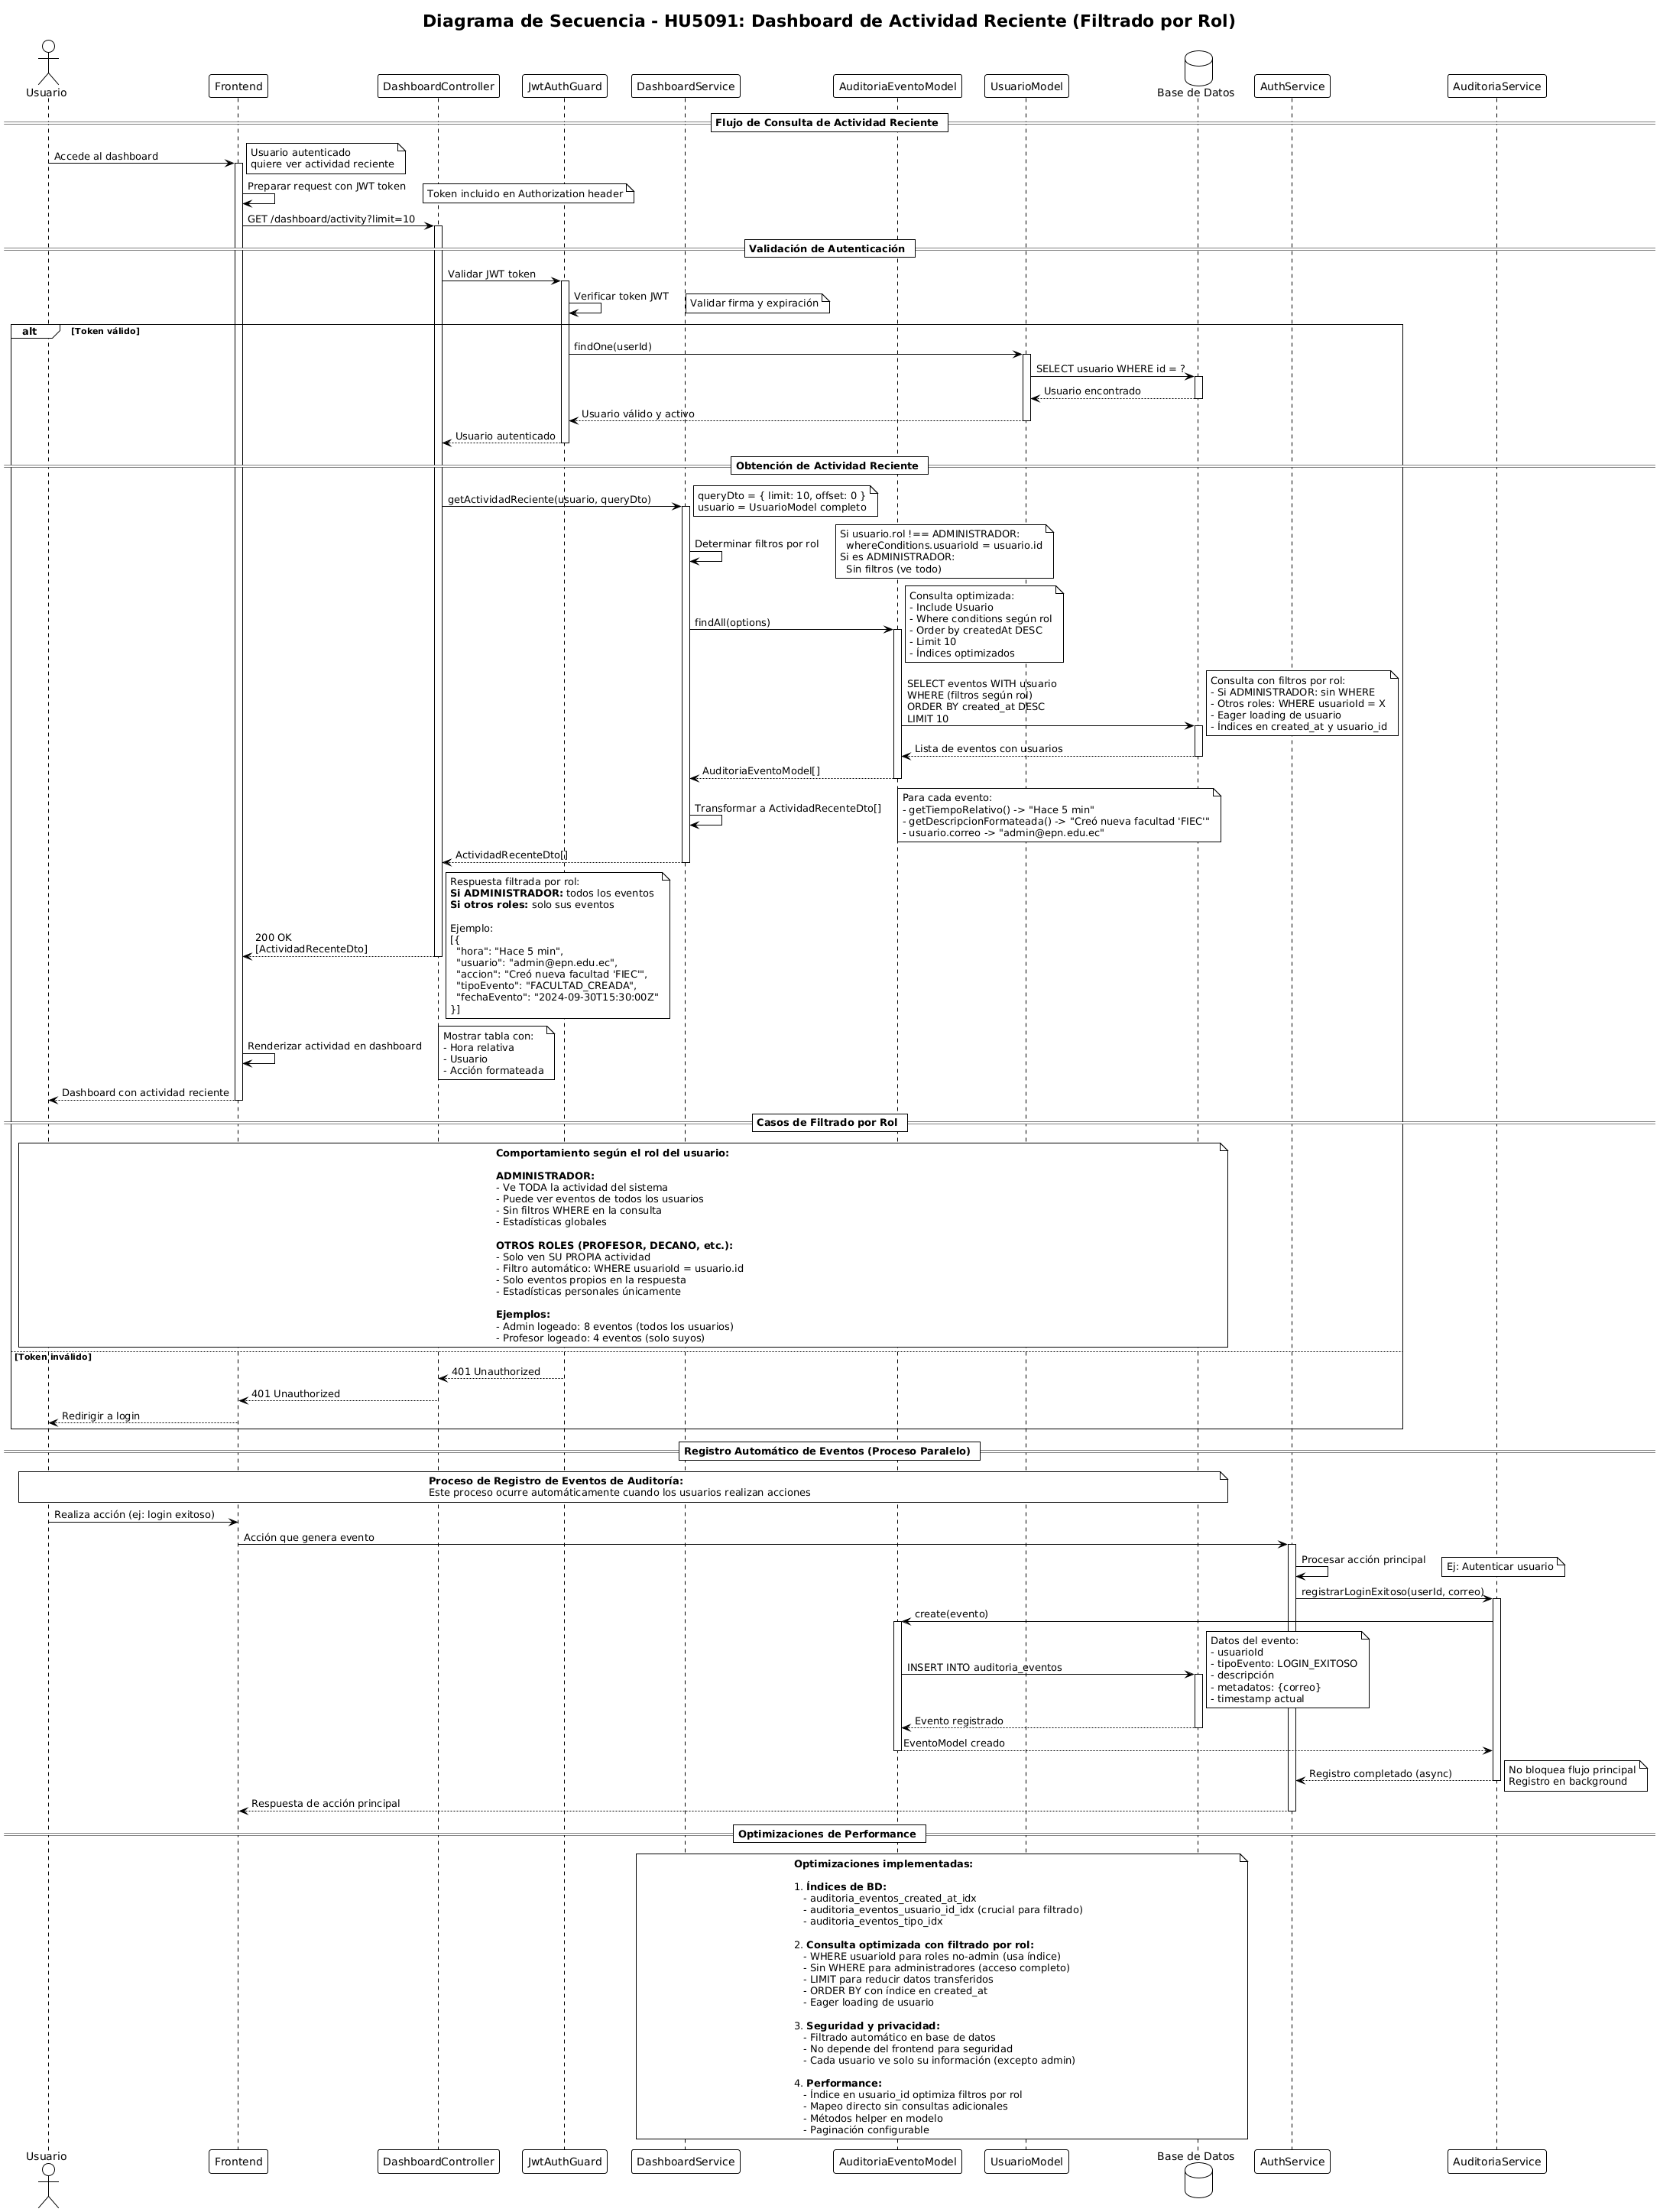 Diagrama de Secuencia - HU5091: Dashboard de Actividad Reciente (Filtrado por Rol)
Usuario
Frontend
DashboardController
JwtAuthGuard
DashboardService
AuditoriaEventoModel
UsuarioModel
Base de Datos
AuthService
AuditoriaService
Flujo de Consulta de Actividad Reciente
Accede al dashboard
Usuario autenticado
quiere ver actividad reciente
Preparar request con JWT token
Token incluido en Authorization header
GET /dashboard/activity?limit=10
Validación de Autenticación
Validar JWT token
Verificar token JWT
Validar firma y expiración
alt
[Token válido]
findOne(userId)
SELECT usuario WHERE id = ?
Usuario encontrado
Usuario válido y activo
Usuario autenticado
Obtención de Actividad Reciente
getActividadReciente(usuario, queryDto)
queryDto = { limit: 10, offset: 0 }
usuario = UsuarioModel completo
Determinar filtros por rol
Si usuario.rol !== ADMINISTRADOR:
whereConditions.usuarioId = usuario.id
Si es ADMINISTRADOR:
Sin filtros (ve todo)
findAll(options)
Consulta optimizada:
- Include Usuario
- Where conditions según rol
- Order by createdAt DESC
- Limit 10
- Índices optimizados
SELECT eventos WITH usuario
WHERE (filtros según rol)
ORDER BY created_at DESC
LIMIT 10
Consulta con filtros por rol:
- Si ADMINISTRADOR: sin WHERE
- Otros roles: WHERE usuarioId = X
- Eager loading de usuario
- Índices en created_at y usuario_id
Lista de eventos con usuarios
AuditoriaEventoModel[]
Transformar a ActividadRecenteDto[]
Para cada evento:
- getTiempoRelativo() -> "Hace 5 min"
- getDescripcionFormateada() -> "Creó nueva facultad 'FIEC'"
- usuario.correo -> "admin@epn.edu.ec"
ActividadRecenteDto[]
Respuesta filtrada por rol:
Si ADMINISTRADOR: todos los eventos
Si otros roles: solo sus eventos
Ejemplo:
[{
"hora": "Hace 5 min",
"usuario": "admin@epn.edu.ec",
"accion": "Creó nueva facultad 'FIEC'",
"tipoEvento": "FACULTAD_CREADA",
"fechaEvento": "2024-09-30T15:30:00Z"
}]
200 OK
[ActividadRecenteDto]
Renderizar actividad en dashboard
Mostrar tabla con:
- Hora relativa
- Usuario
- Acción formateada
Dashboard con actividad reciente
Casos de Filtrado por Rol
Comportamiento según el rol del usuario:
ADMINISTRADOR:
- Ve TODA la actividad del sistema
- Puede ver eventos de todos los usuarios
- Sin filtros WHERE en la consulta
- Estadísticas globales
OTROS ROLES (PROFESOR, DECANO, etc.):
- Solo ven SU PROPIA actividad
- Filtro automático: WHERE usuarioId = usuario.id
- Solo eventos propios en la respuesta
- Estadísticas personales únicamente
Ejemplos:
- Admin logeado: 8 eventos (todos los usuarios)
- Profesor logeado: 4 eventos (solo suyos)
[Token inválido]
401 Unauthorized
401 Unauthorized
Redirigir a login
Registro Automático de Eventos (Proceso Paralelo)
Proceso de Registro de Eventos de Auditoría:
Este proceso ocurre automáticamente cuando los usuarios realizan acciones
Realiza acción (ej: login exitoso)
Acción que genera evento
Procesar acción principal
Ej: Autenticar usuario
registrarLoginExitoso(userId, correo)
create(evento)
INSERT INTO auditoria_eventos
Datos del evento:
- usuarioId
- tipoEvento: LOGIN_EXITOSO
- descripción
- metadatos: {correo}
- timestamp actual
Evento registrado
EventoModel creado
Registro completado (async)
No bloquea flujo principal
Registro en background
Respuesta de acción principal
Optimizaciones de Performance
Optimizaciones implementadas:
1. Índices de BD:
- auditoria_eventos_created_at_idx
- auditoria_eventos_usuario_id_idx (crucial para filtrado)
- auditoria_eventos_tipo_idx
2. Consulta optimizada con filtrado por rol:
- WHERE usuarioId para roles no-admin (usa índice)
- Sin WHERE para administradores (acceso completo)
- LIMIT para reducir datos transferidos
- ORDER BY con índice en created_at
- Eager loading de usuario
3. Seguridad y privacidad:
- Filtrado automático en base de datos
- No depende del frontend para seguridad
- Cada usuario ve solo su información (excepto admin)
4. Performance:
- Índice en usuario_id optimiza filtros por rol
- Mapeo directo sin consultas adicionales
- Métodos helper en modelo
- Paginación configurable
Usuario
Frontend
DashboardController
JwtAuthGuard
DashboardService
AuditoriaEventoModel
UsuarioModel
Base de Datos
AuthService
AuditoriaService